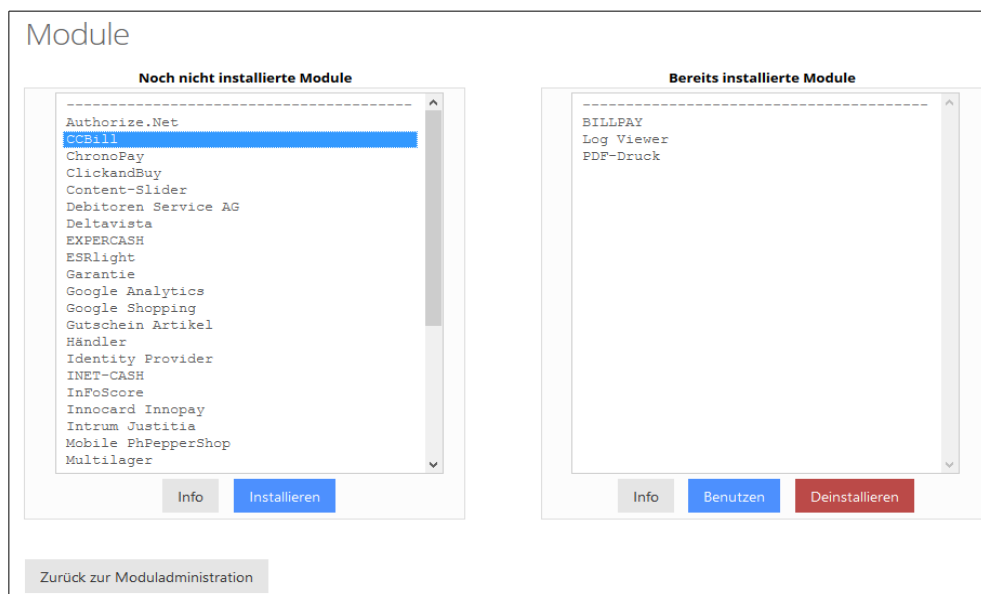 Module
Noch nicht installierte Module
----------------------------------------
Authorize.Net
CCBill
ChronoPay
ClickandBuy
Content-Slider
Debitoren Service AG
Deltavista
EXPERCASH
ESRlight
Garantie
Google Analytics
Google Shopping
Gutschein Artikel
Händler
Identity Provider
INET-CASH
InFoScore
Innocard Innopay
Intrum Justitia
Mobile PhPepperShop
Multilager
Info
Installieren
Bereits installierte Module
----------------------------------------
BILLPAY
Log Viewer
PDF-Druck
Info
Benutzen
Deinstallieren
Zurück zur Moduladministration